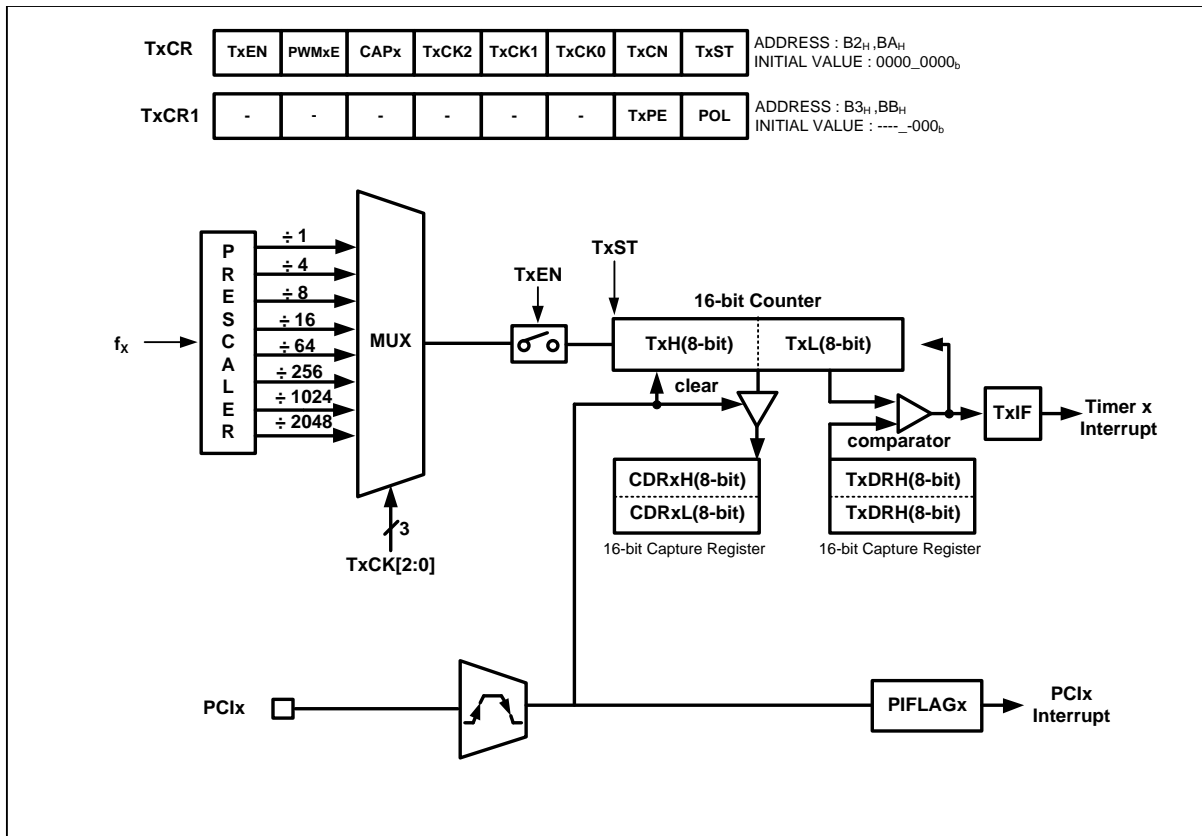 TxCR TxEN PWMxE CAPx TxCK2 TxCK1 TxCK0 TxCN TxST
ADDRESS : B2H,BAH
INITIAL VALUE : 0000_0000b
TxCR1 - - - - - - TxPE POL
ADDRESS : B3H,BBH
INITIAL VALUE : ----_-000b
fX
PRESCALER
÷ 1
÷ 4
÷ 8
÷ 16
÷ 64
÷ 256
÷ 1024
÷ 2048
MUX
3
TxCK[2:0]
TxEN
TxST
16-bit Counter
TxH(8-bit) TxL(8-bit)
clear
comparator
TxIF
Timer x
Interrupt
CDRxH(8-bit)
CDRxL(8-bit)
16-bit Capture Register
TxDRH(8-bit)
TxDRH(8-bit)
16-bit Capture Register
PCIx
PIFLAGx
PCIx
Interrupt